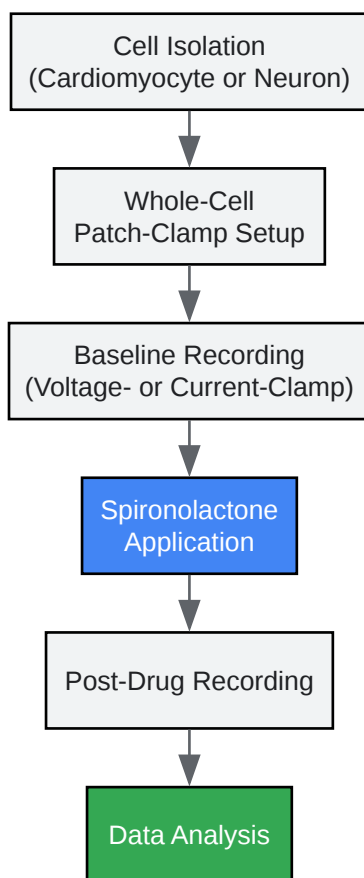 Cell Isolation
(Cardiomyocyte or Neuron)
Whole-Cell
Patch-Clamp Setup
Baseline Recording
(Voltage- or Current-Clamp)
Spironolactone
Application
Post-Drug Recording
Data Analysis